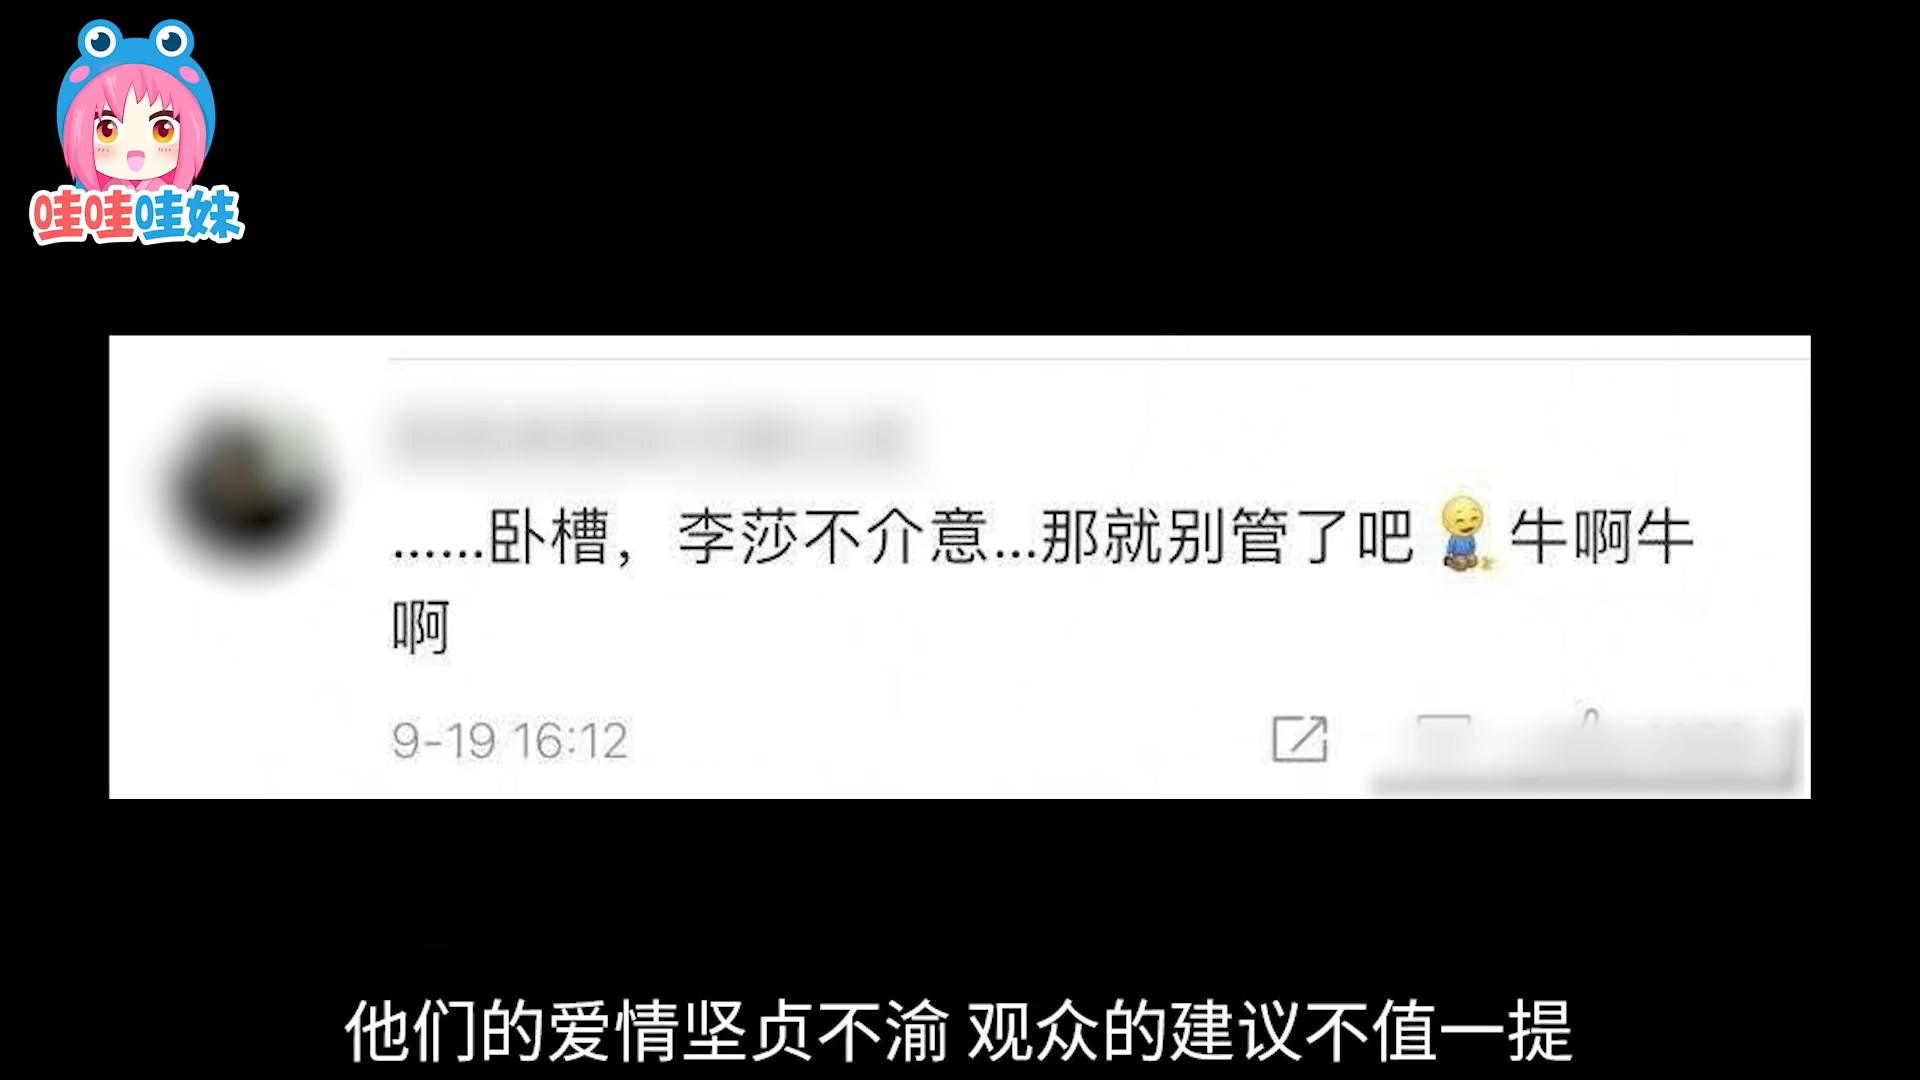 哇哇哇妹
……卧槽，李莎不介意…那就别管了吧 牛啊牛
啊
9-19 16:12
他们的爱情坚贞不渝 观众的建议不值一提